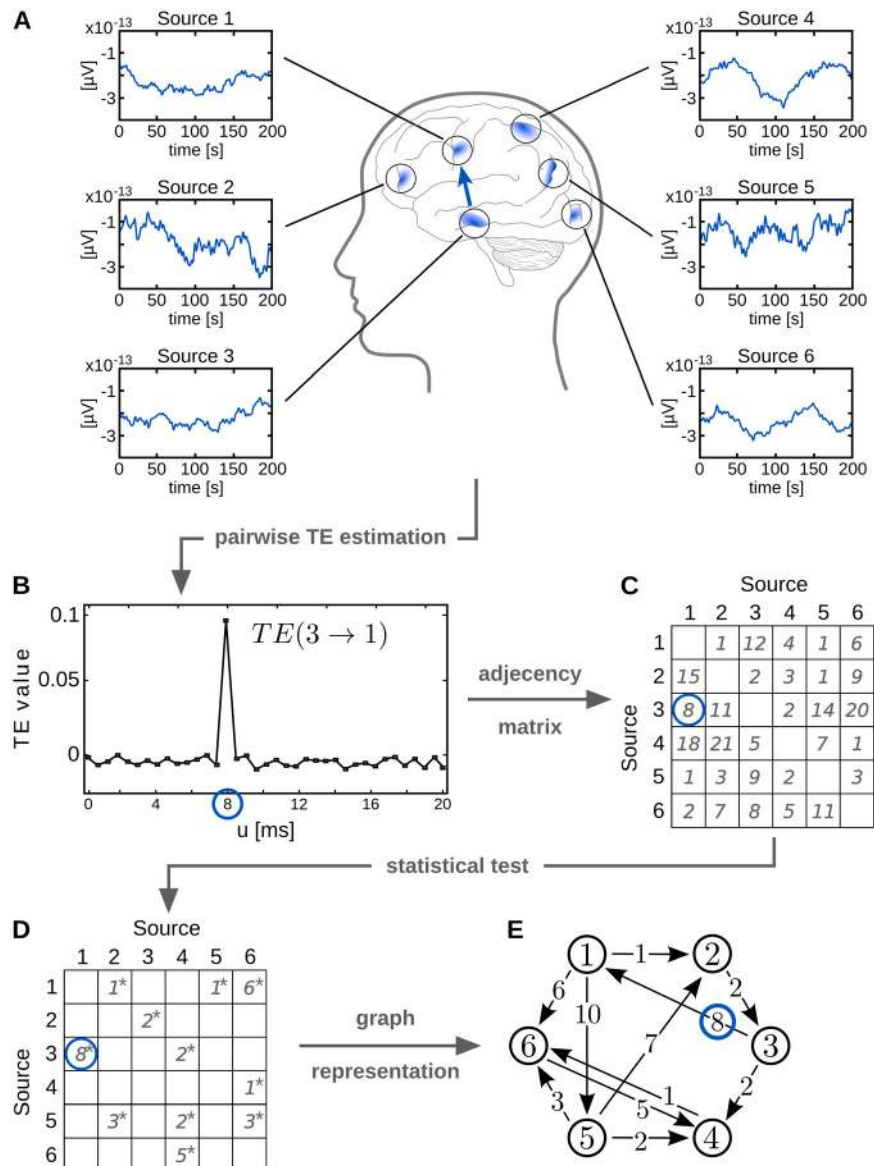 A
Source 1
x10-13
[µV]
-1
-3
0 50 100 150 200
time [s]
Source 2
x10-13
[µV]
-1
-3
0 50 100 150 200
time [s]
Source 3
x10-13
[µV]
-1
-3
0 50 100 150 200
time [s]
Source 4
x10-13
[µV]
-1
-3
0 50 100 150 200
time [s]
Source 5
x10-13
[µV]
-1
-3
0 50 100 150 200
time [s]
Source 6
x10-13
[µV]
-1
-3
0 50 100 150 200
time [s]
pairwise TE estimation
B
TE value
0.1
0.05
0
TE(3 → 1)
0 4 8 12 16 20
u [ms]
adjecency
matrix
C
Source
1 2 3 4 5 6
Source
1 1 12 4 1 6
2 15 2 3 1 9
3 8 11 2 14 20
4 18 21 5 7 1
5 1 3 9 2 3
6 2 7 8 5 11
statistical test
D
Source
1 2 3 4 5 6
Source
1 1* 1* 6*
2 2*
3 8* 2*
4 1*
5 3* 2* 3*
6 5*
graph
representation
E
1 1 2
6 10 2
8
6 7 3
3 5 1 2
5 2 4